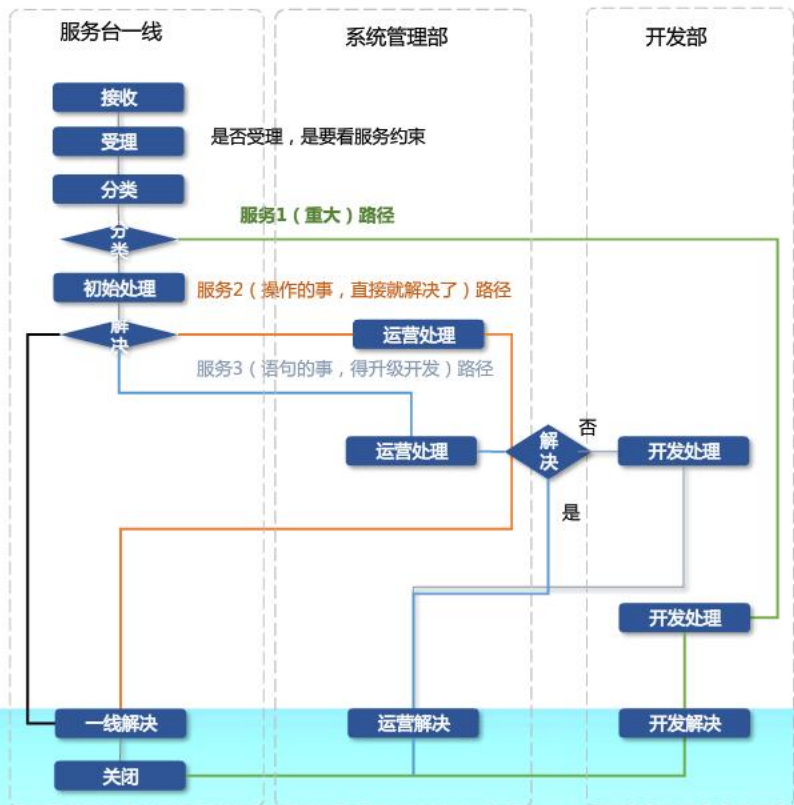 服务台一线
系统管理部
开发部
接收
受理
是否受理，是要看服务约束
分类
服务1（重大）路径
分
类
初始处理
服务2（操作的事，直接就解决了）路径
解
决
运营处理
服务3（语句的事，得升级开发）路径
运营处理
解
决
否
开发处理
是
开发处理
一线解决
运营解决
开发解决
关闭